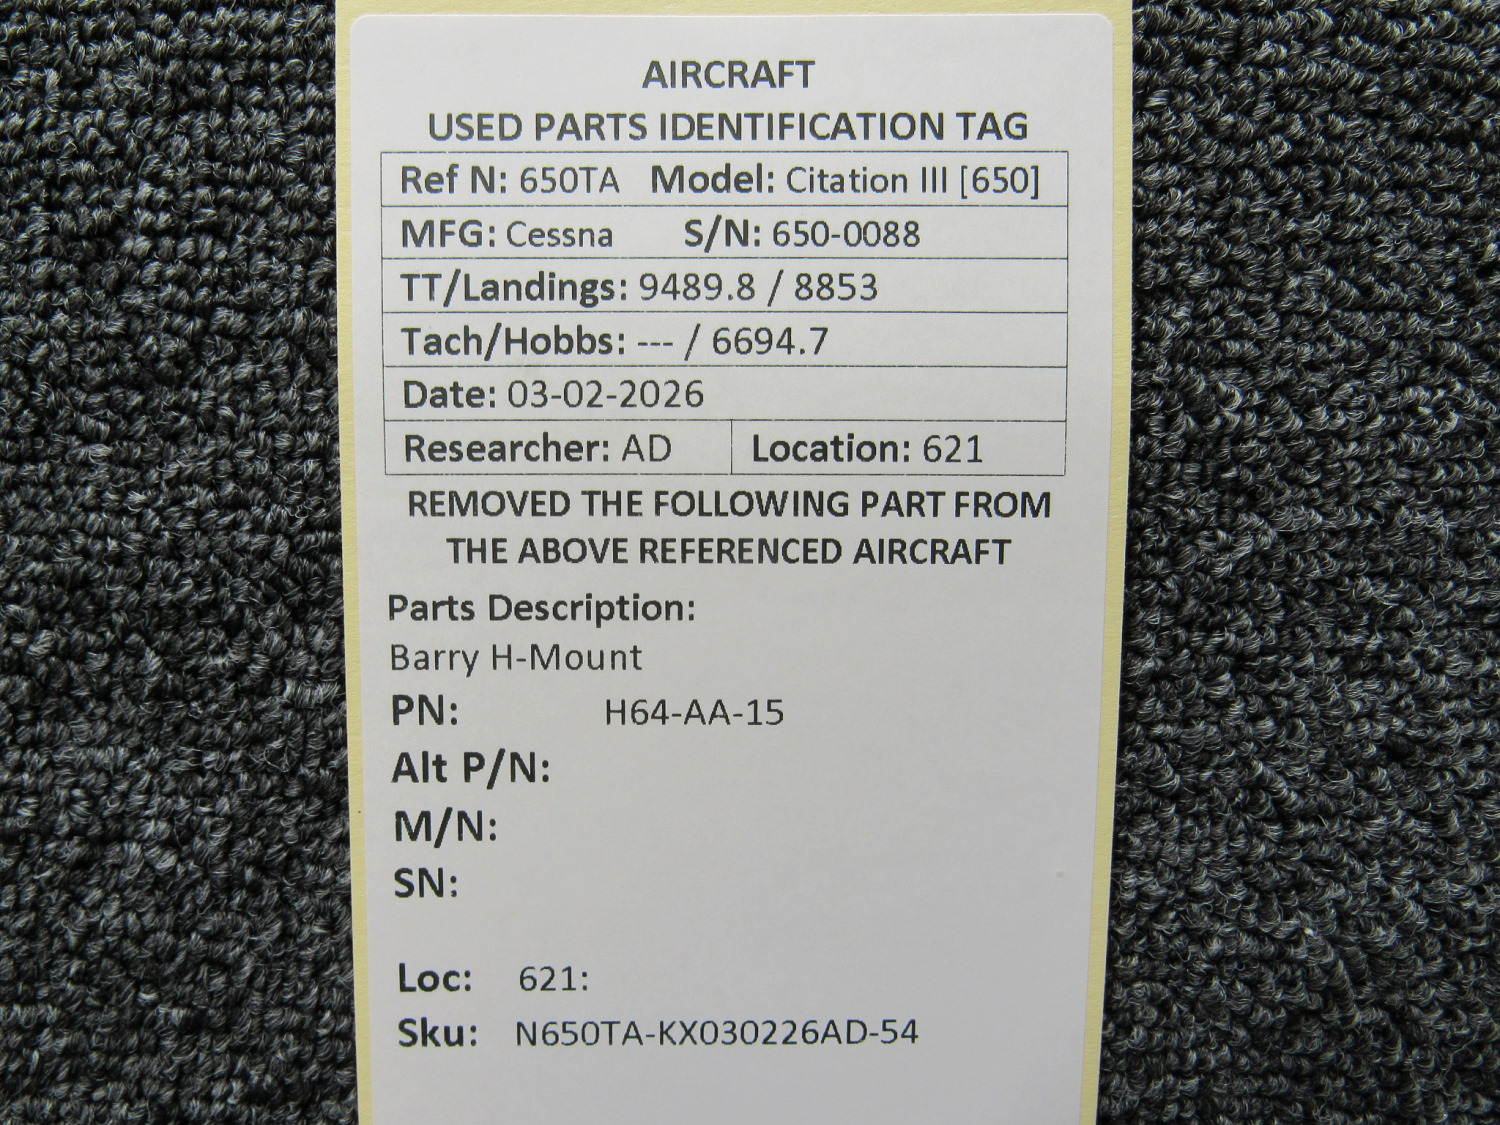 AIRCRAFT
USED PARTS IDENTIFICATION TAG
Ref N: 650TA Model: Citation III [650]
MFG: Cessna S/N: 650-0088
TT/Landings: 9489.8 / 8853
Tach/Hobbs: --- / 6694.7
Date: 03-02-2026
Researcher: AD Location: 621
REMOVED THE FOLLOWING PART FROM
THE ABOVE REFERENCED AIRCRAFT
Parts Description:
Barry H-Mount
PN: H64-AA-15
Alt P/N:
M/N:
SN:
Loc: 621:
Sku: N650TA-KX030226AD-54